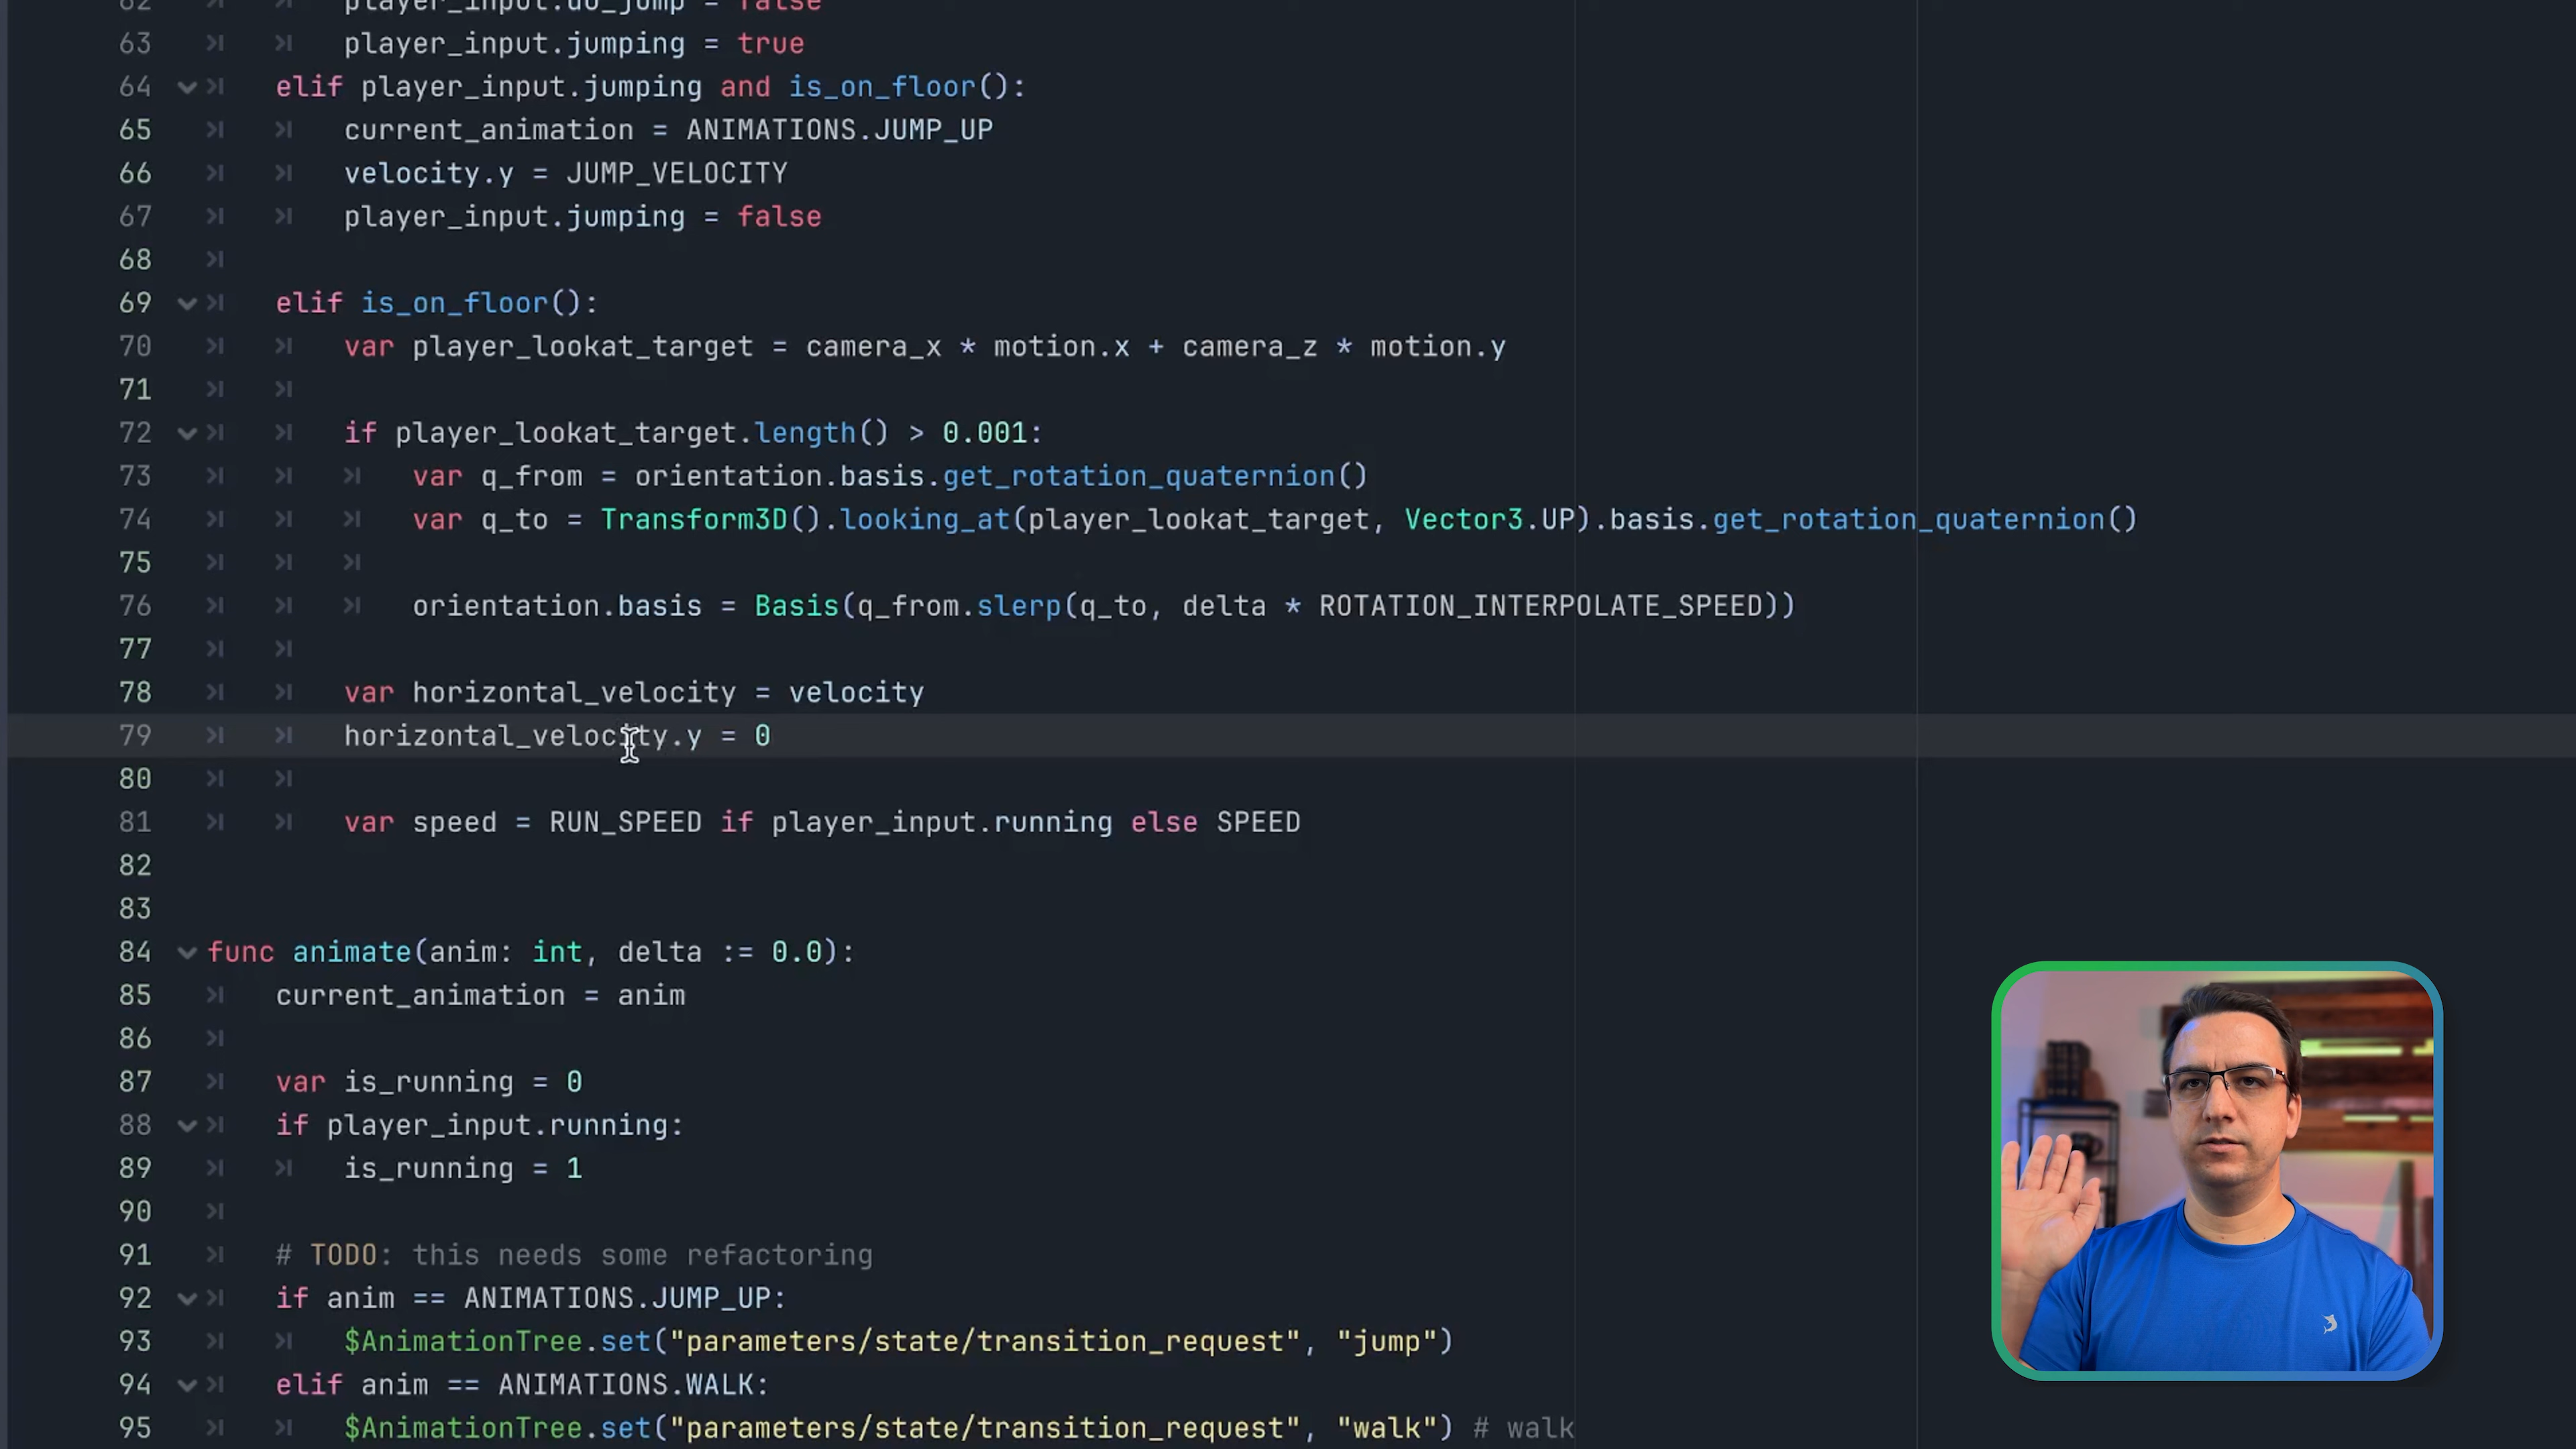 62 player_input.do_jump = false
63 player_input.jumping = true
64 elif player_input.jumping and is_on_floor():
65 current_animation = ANIMATIONS.JUMP_UP
66 velocity.y = JUMP_VELOCITY
67 player_input.jumping = false
68
69 elif is_on_floor():
70 var player_lookat_target = camera_x * motion.x + camera_z * motion.y
71
72 if player_lookat_target.length() > 0.001:
73 var q_from = orientation.basis.get_rotation_quaternion()
74 var q_to = Transform3D().looking_at(player_lookat_target, Vector3.UP).basis.get_rotation_quaternion()
75
76 orientation.basis = Basis(q_from.slerp(q_to, delta * ROTATION_INTERPOLATE_SPEED))
77
78 var horizontal_velocity = velocity
79 horizontal_velocity.y = 0
80
81 var speed = RUN_SPEED if player_input.running else SPEED
82
83
84 func animate(anim: int, delta := 0.0):
85 current_animation = anim
86
87 var is_running = 0
88 if player_input.running:
89 is_running = 1
90
91 # TODO: this needs some refactoring
92 if anim == ANIMATIONS.JUMP_UP:
93 $AnimationTree.set("parameters/state/transition_request", "jump")
94 elif anim == ANIMATIONS.WALK:
95 $AnimationTree.set("parameters/state/transition_request", "walk") # walk